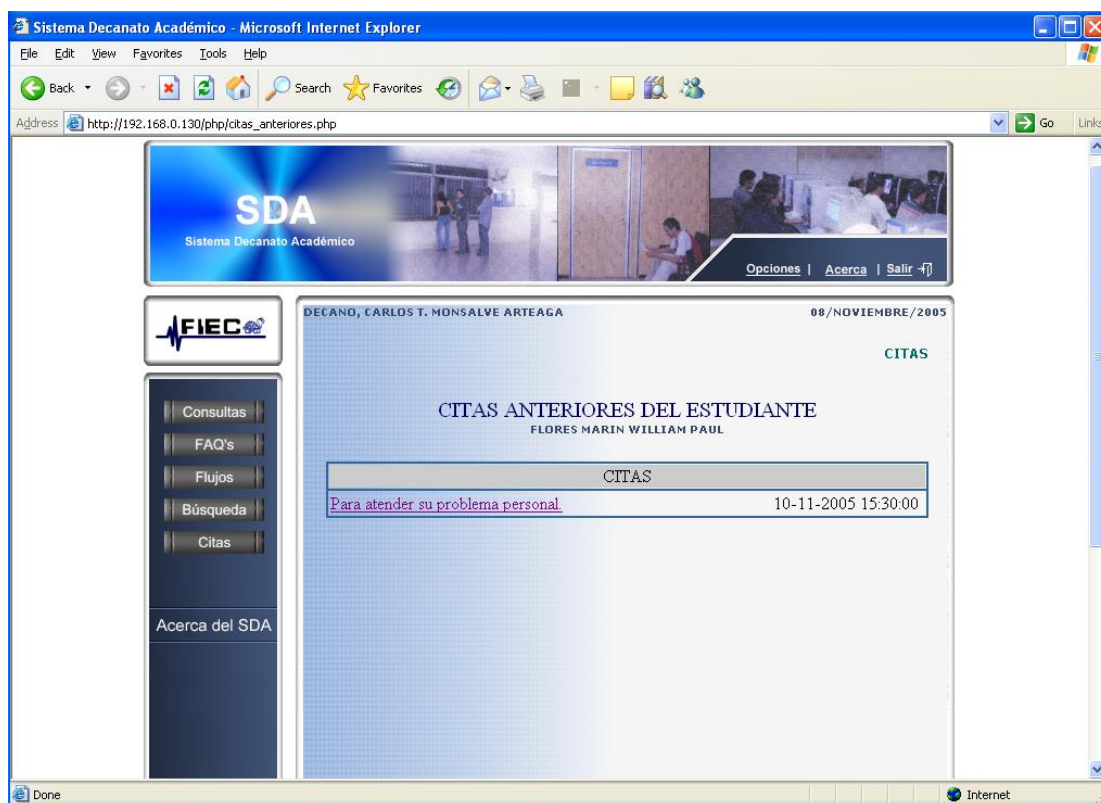 Sistema Decanato Académico - Microsoft Internet Explorer
File Edit View Favorites Tools Help
Back Search Favorites
Address http://192.168.0.130/php/citas_anteriores.php Go Links
SDA
Sistema Decanato Académico
Opciones | Acerca | Salir
FIEC
DECANO, CARLOS T. MONSALVE ARTEAGA 08/NOVIEMBRE/2005
CITAS
Consultas
FAQ's
Flujos
Búsqueda
Citas
Acerca del SDA
CITAS ANTERIORES DEL ESTUDIANTE
FLORES MARIN WILLIAM PAUL
CITAS
Para atender su problema personal. 10-11-2005 15:30:00
Done Internet